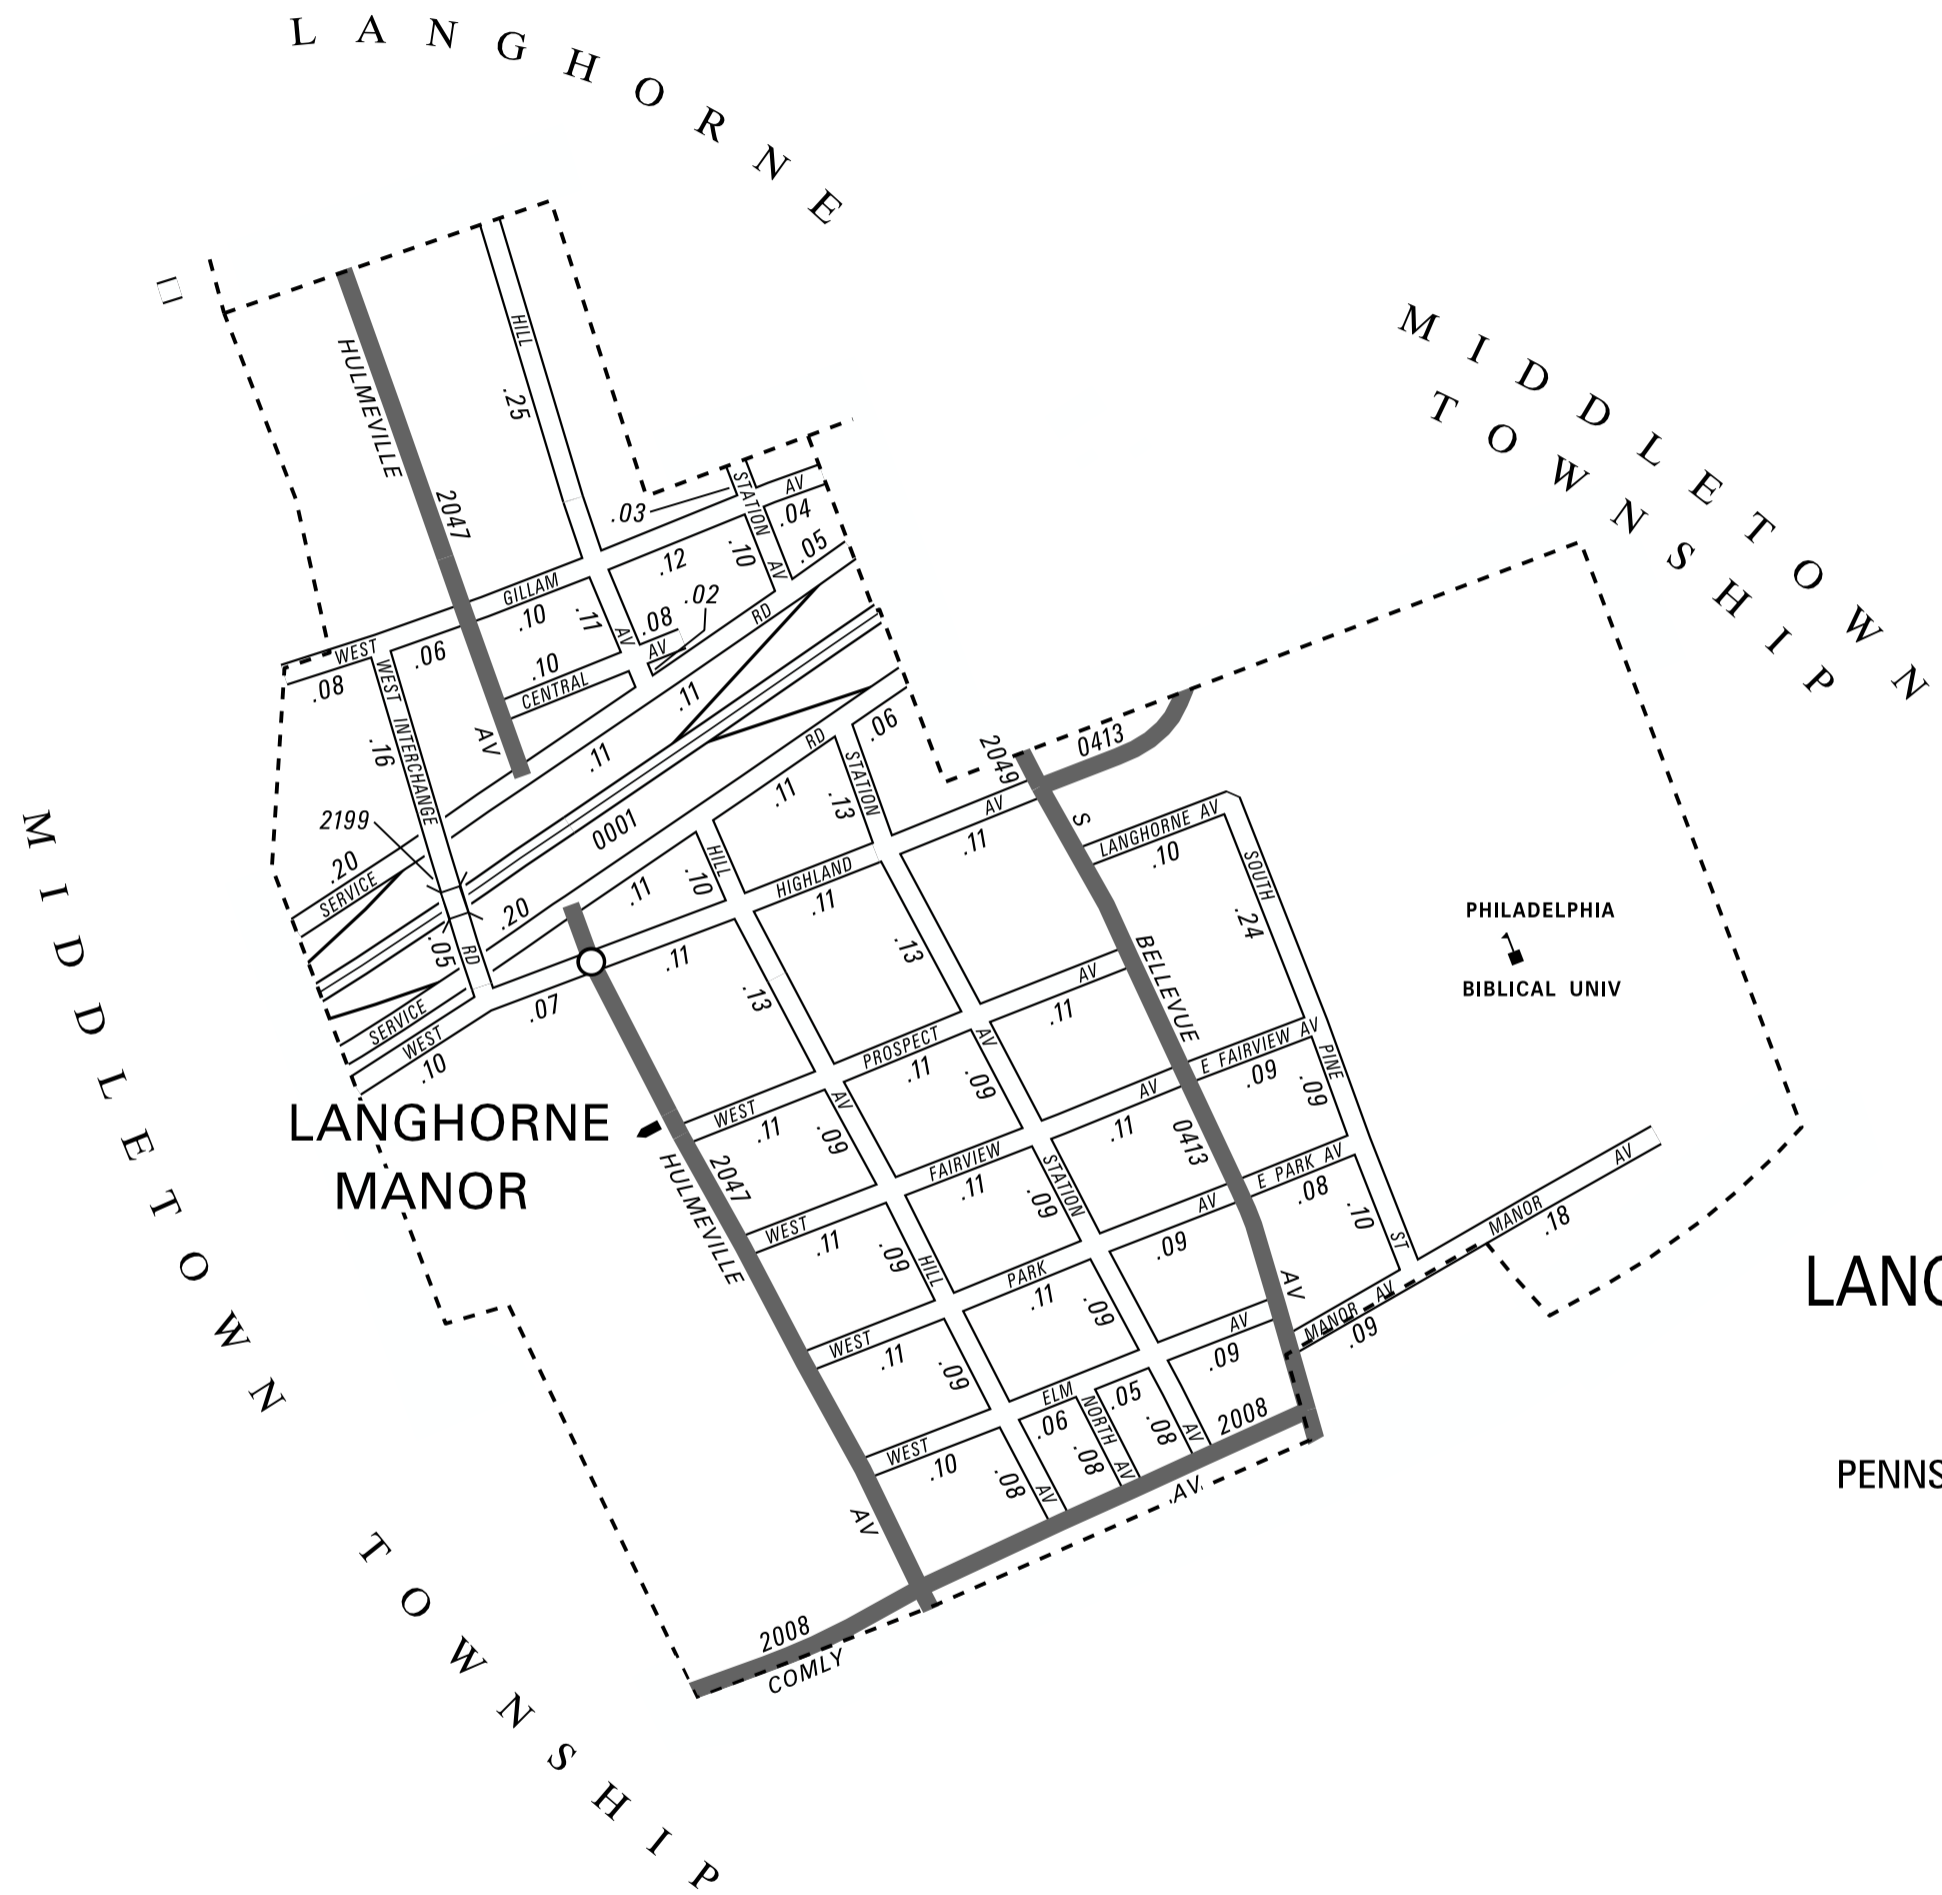 LANGHORNE
MIDDLETOWN
TOWNSHIP
HULMEVILLE
HILL
.25
2047
STATION
AV
.03
.04
.12
.10
.05
AV
GILLAM
.10
.11
AV
.08
.02
AV
RD
WEST
.06
.08
.10
CENTRAL
WEST INTERCHANGE
.16
AV
.11
.11
.06
RD
STATION
2049
0413
2199
.11
.13
AV
S
LANGHORNE AV
.10
0001
.20
SERVICE
HILL
.11
.10
HIGHLAND
.11
SOUTH
PHILADELPHIA
BIBLICAL UNIV
.20
.11
.13
.24
.05
RD
.11
.13
AV
BELLEVUE
.07
SERVICE
WEST
.10
.11
PROSPECT
.11
AV
.09
E FAIRVIEW AV
.09
.09
PINE
AV
LANGHORNE
MANOR
WEST
.11
AV
.09
.11
0413
FAIRVIEW
.11
STATION
.09
E PARK AV
.08
.10
ST
AV
2047
HULMEVILLE
WEST
.11
.09
HILL
PARK
.11
.09
.09
MANOR
AV
.18
AV
MANOR AV
.09
WEST
.11
.09
AV
.09
ELM
.06
NORTH
.05
.08
AV
2008
WEST
.10
.08
AV
.08
AV
AV
AV.
2008
COMLY
MIDDLETOWN
TOWNSHIP
LANG
PENNS